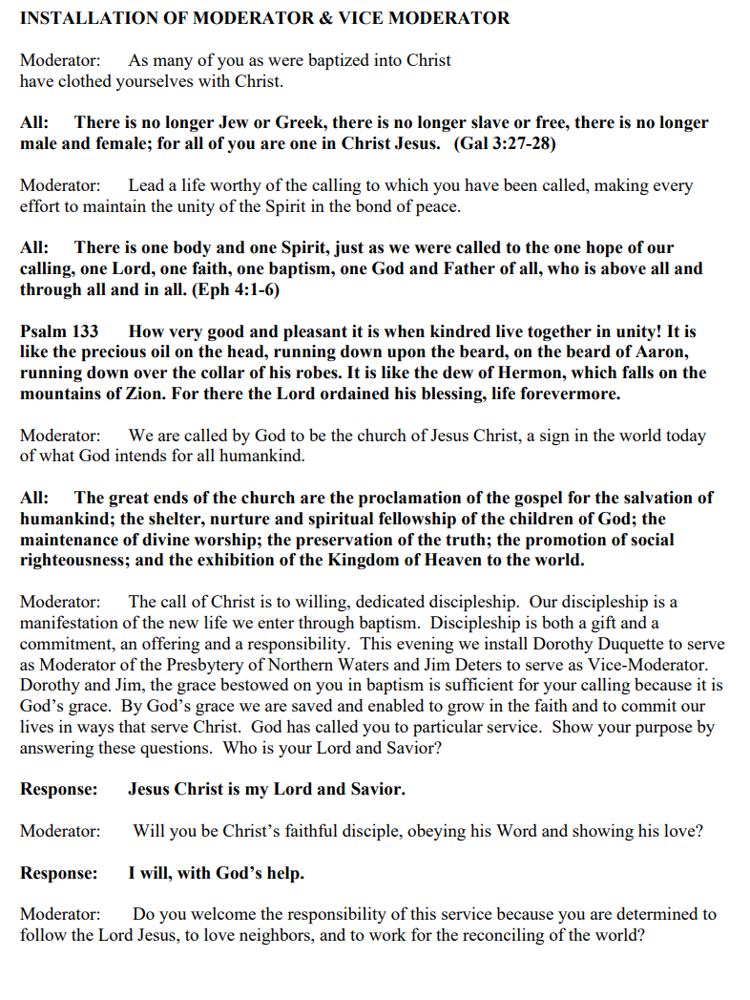 INSTALLATION OF MODERATOR & VICE MODERATOR
Moderator: As many of you as were baptized into Christ
have clothed yourselves with Christ.
All: There is no longer Jew or Greek, there is no longer slave or free, there is no longer
male and female; for all of you are one in Christ Jesus. (Gal 3:27-28)
Moderator: Lead a life worthy of the calling to which you have been called, making every
effort to maintain the unity of the Spirit in the bond of peace.
All: There is one body and one Spirit, just as we were called to the one hope of our
calling, one Lord, one faith, one baptism, one God and Father of all, who is above all and
through all and in all. (Eph 4:1-6)
Psalm 133 How very good and pleasant it is when kindred live together in unity! It is
like the precious oil on the head, running down upon the beard, on the beard of Aaron,
running down over the collar of his robes. It is like the dew of Hermon, which falls on the
mountains of Zion. For there the Lord ordained his blessing, life forevermore.
Moderator: We are called by God to be the church of Jesus Christ, a sign in the world today
of what God intends for all humankind.
All: The great ends of the church are the proclamation of the gospel for the salvation of
humankind; the shelter, nurture and spiritual fellowship of the children of God; the
maintenance of divine worship; the preservation of the truth; the promotion of social
righteousness; and the exhibition of the Kingdom of Heaven to the world.
Moderator: The call of Christ is to willing, dedicated discipleship. Our discipleship is a
manifestation of the new life we enter through baptism. Discipleship is both a gift and a
commitment, an offering and a responsibility. This evening we install Dorothy Duquette to serve
as Moderator of the Presbytery of Northern Waters and Jim Deters to serve as Vice-Moderator.
Dorothy and Jim, the grace bestowed on you in baptism is sufficient for your calling because it is
God's grace. By God's grace we are saved and enabled to grow in the faith and to commit our
lives in ways that serve Christ. God has called you to particular service. Show your purpose by
answering these questions. Who is your Lord and Savior?
Response: Jesus Christ is my Lord and Savior.
Moderator: Will you be Christ's faithful disciple, obeying his Word and showing his love?
Response: I will, with God's help.
Moderator: Do you welcome the responsibility of this service because you are determined to
follow the Lord Jesus, to love neighbors, and to work for the reconciling of the world?